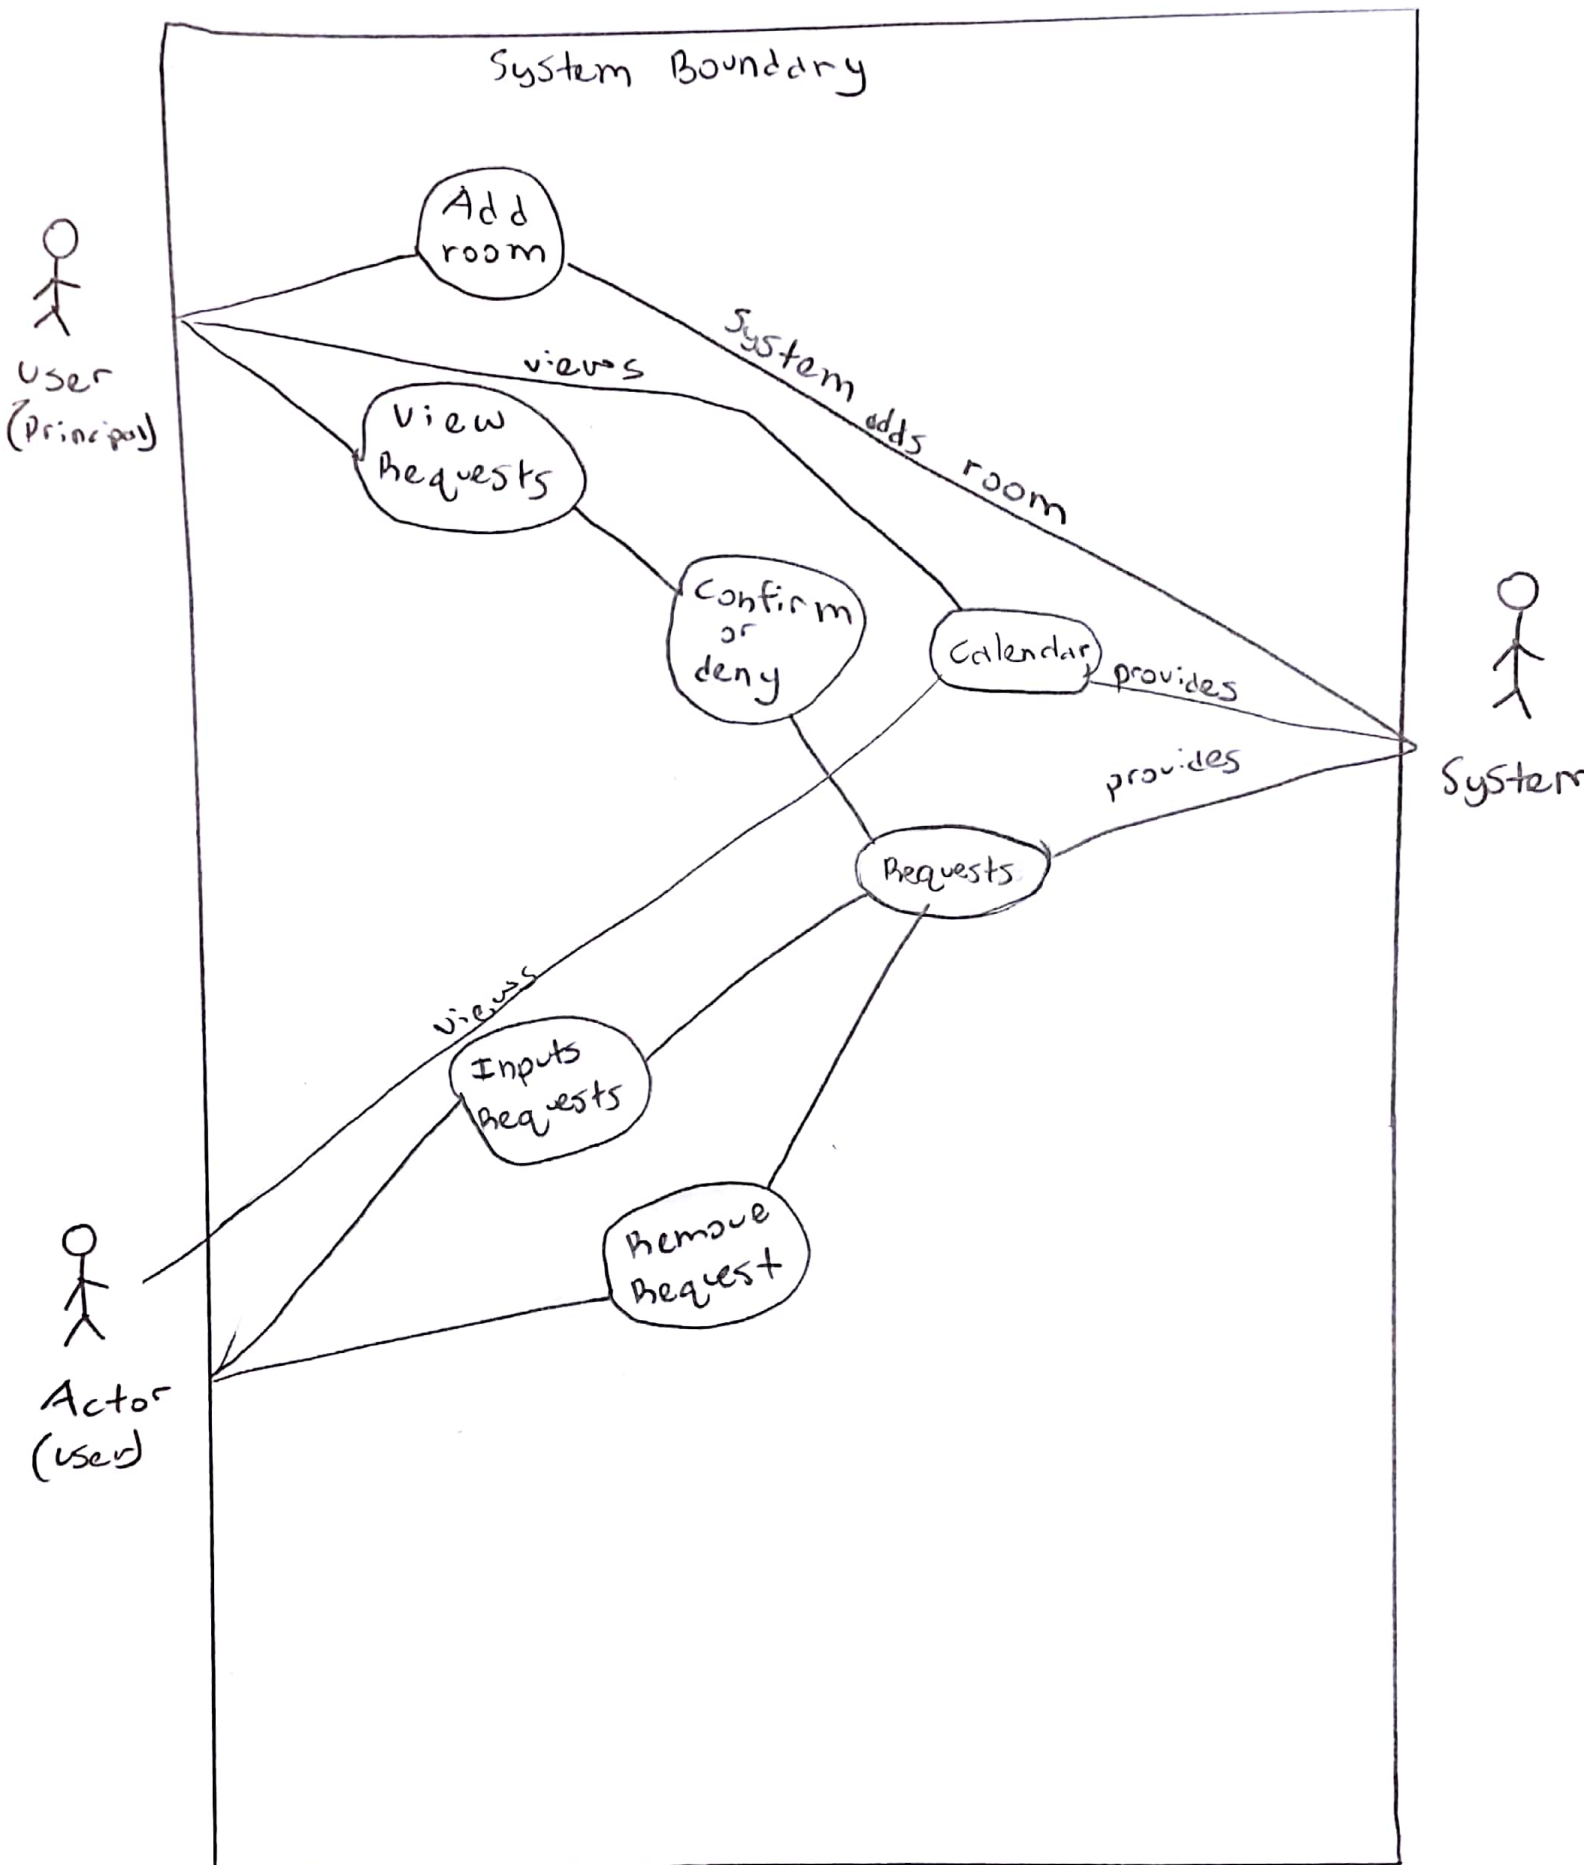 System Boundary
Add
room
User
(Principal)
views
System adds room
View
Requests
Confirm
or
deny
Calendar
provides
System
provides
Requests
views
Inputs
Requests
Remove
Request
Actor
(user)